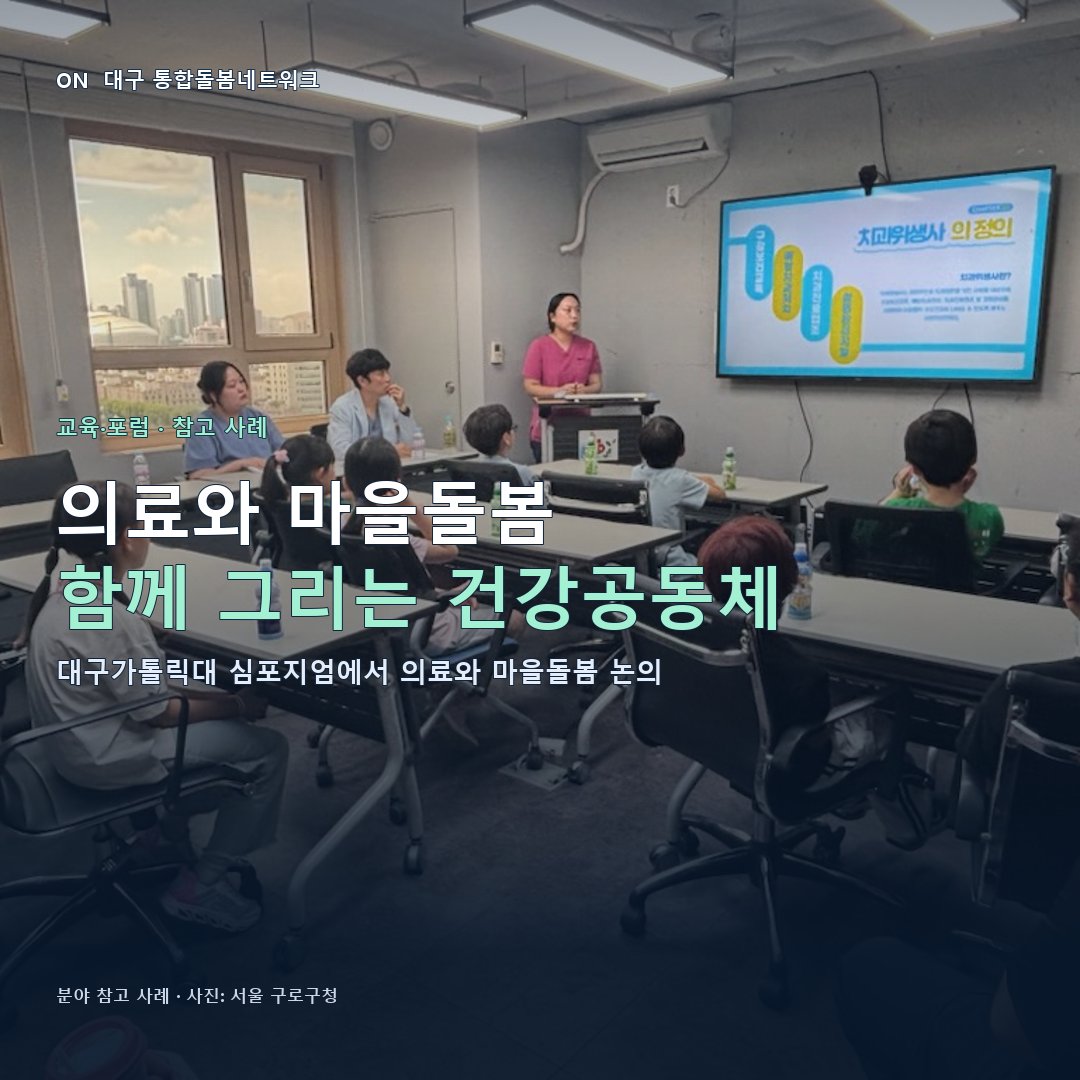 ON 대구 통합돌봄네트워크
치과위생사 의 정의
치과위생사란?
교육·포럼 · 참고 사례
의료와 마을돌봄
함께 그리는 건강공동체
대구가톨릭대 심포지엄에서 의료와 마을돌봄 논의
분야 참고 사례 · 사진: 서울 구로구청